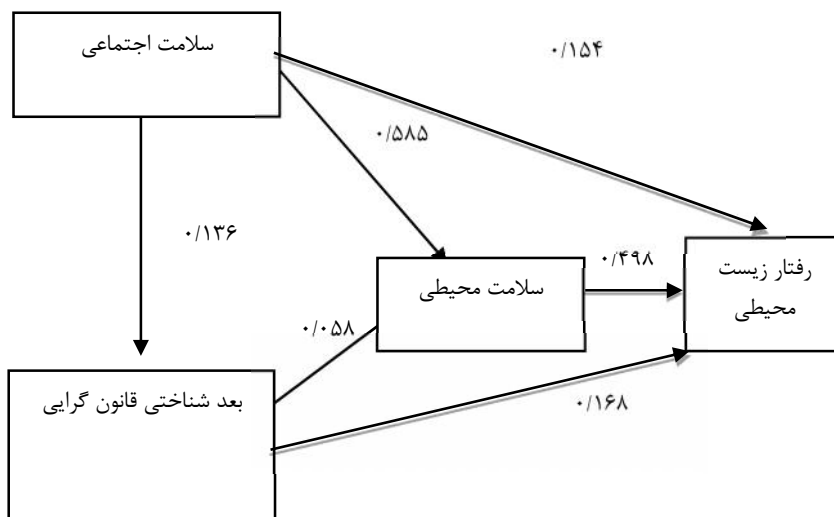 سلامت اجتماعی
۰/۱۵۴
۰/۵۸۵
۰/۱۳۶
۰/۴۹۸
رفتار زیست
محیطی
سلامت محیطی
۰/۰۵۸
بعد شناختی قانون گرایی
۰/۱۶۸